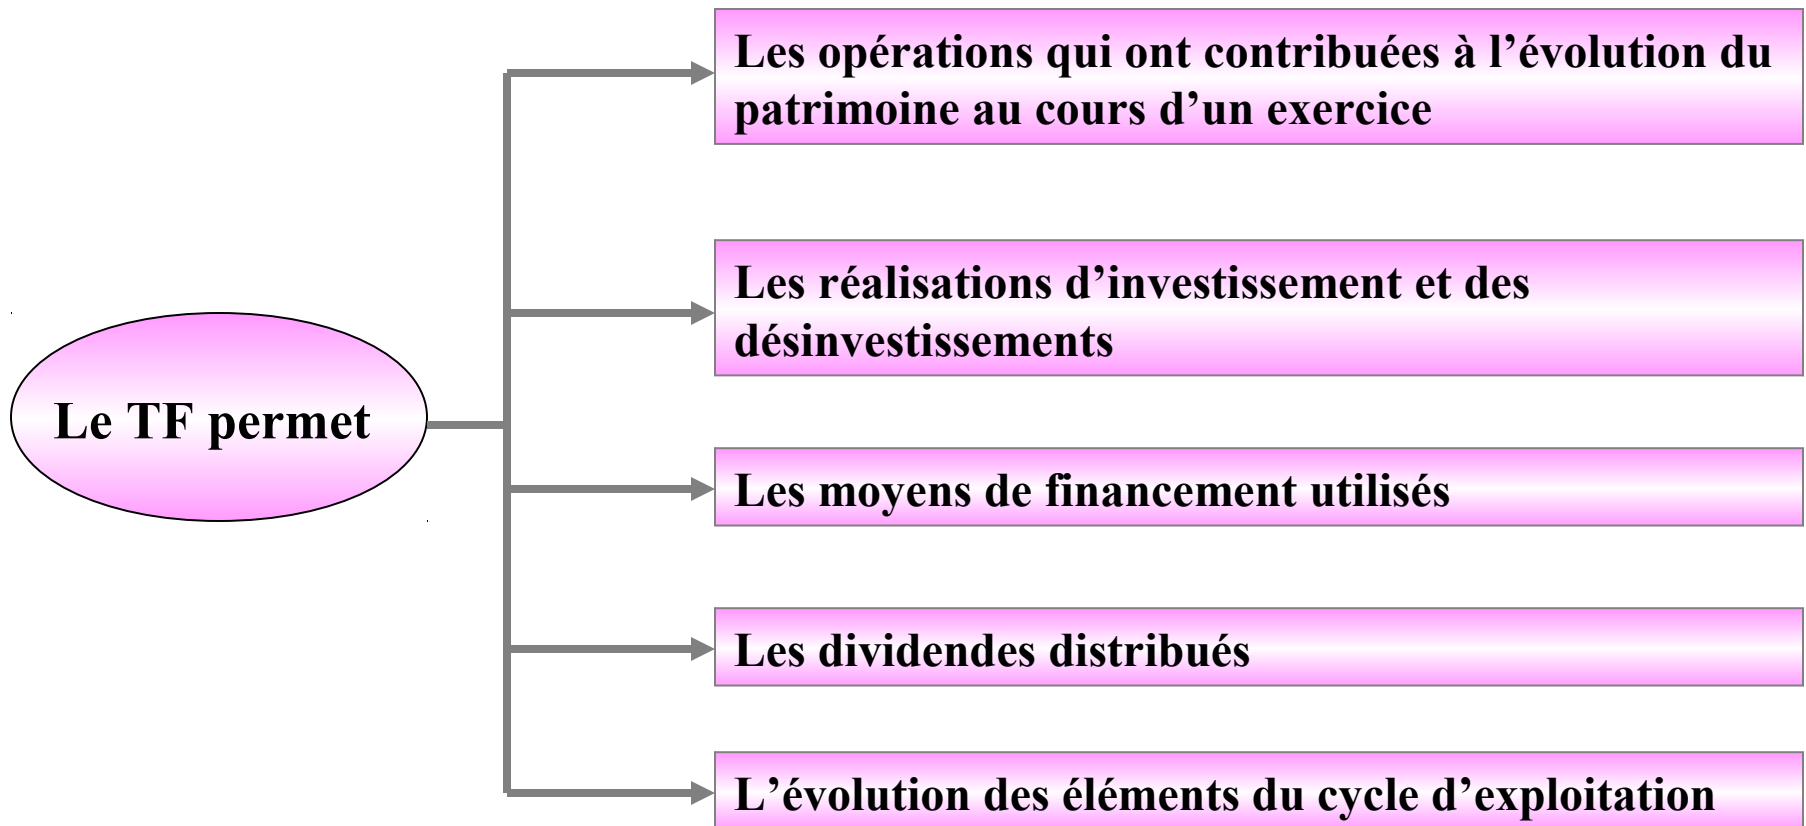 Les opérations qui ont contribuées à l’évolution du
patrimoine au cours d’un exercice
Les réalisations d’investissement et des
désinvestissements
Le TF permet
Les moyens de financement utilisés
Les dividendes distribués
L’évolution des éléments du cycle d’exploitation